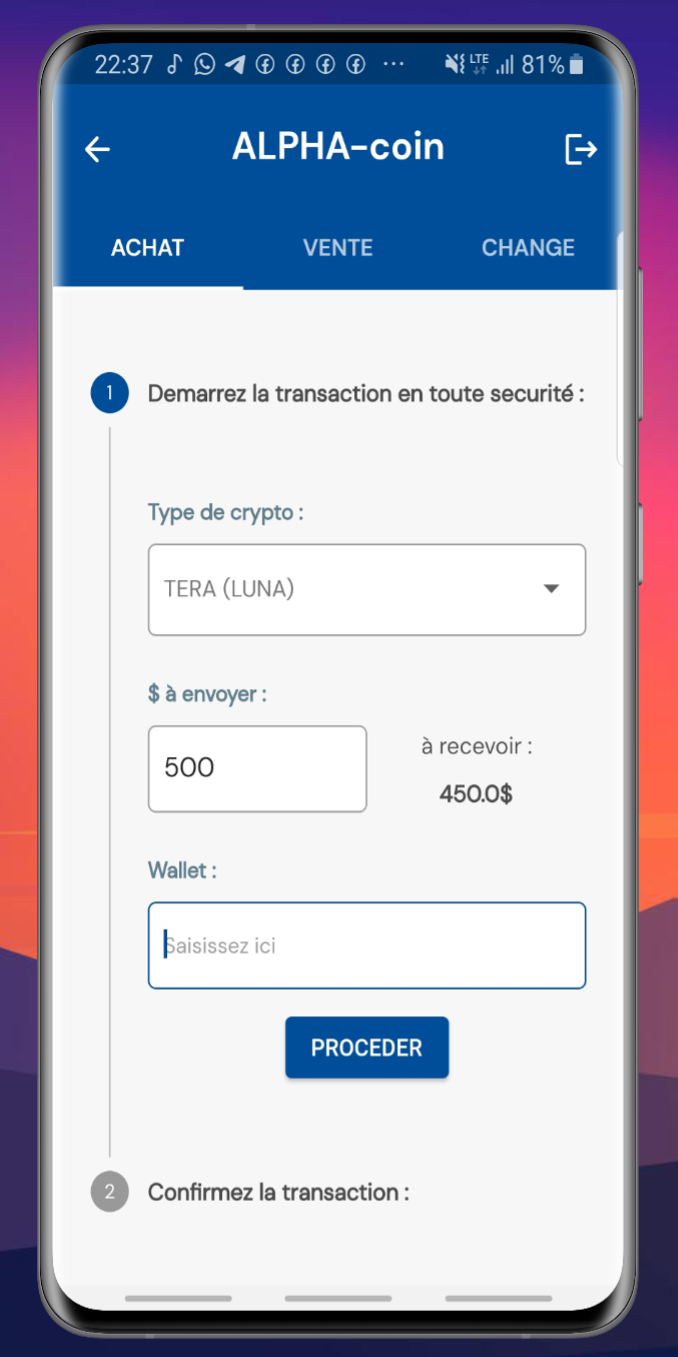 22:37 LTE 81%
ALPHA-coin
ACHAT VENTE CHANGE
1 Demarrez la transaction en toute securité :
Type de crypto :
TERA (LUNA)
$ à envoyer :
500
à recevoir :
450.0$
Wallet :
Saisissez ici
PROCEDER
2 Confirmez la transaction :